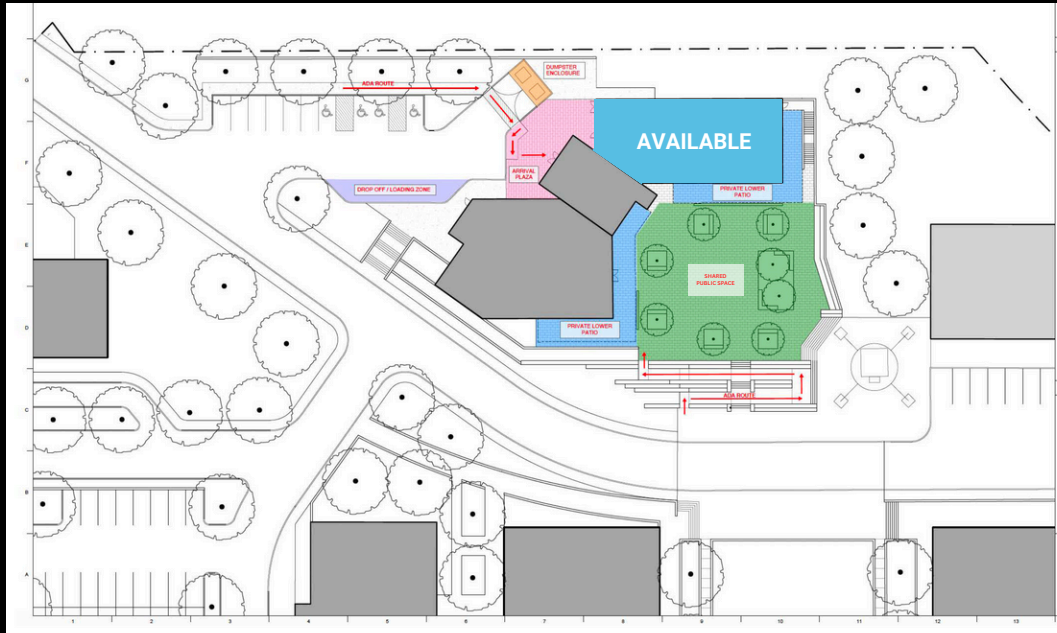 DUMPSTER
ENCLOSURE
G
ADA ROUTE
AVAILABLE
F
ARRIVAL
PLAZA
DROP OFF / LOADING ZONE
PRIVATE LOWER
PATIO
E
SHARED
PUBLIC SPACE
D
PRIVATE LOWER
PATIO
ADA ROUTE
C
B
A
1 2 3 4 5 6 7 8 9 10 11 12 13